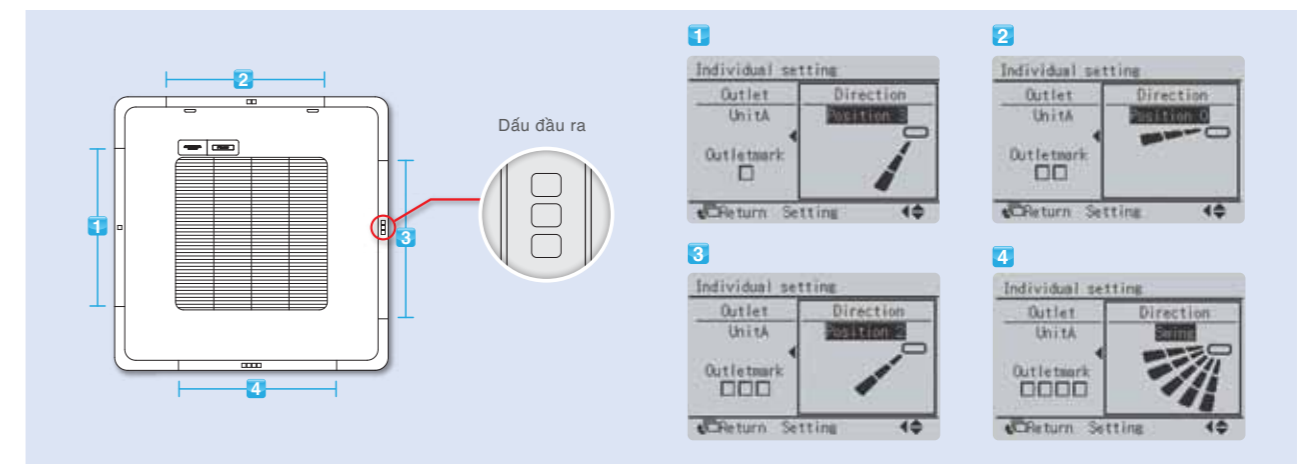 2
1
3
4
Dấu đầu ra
1
Individual setting
Outlet
Direction
UnitA
Position 3
Outletmark
Return Setting
2
Individual setting
Outlet
Direction
UnitA
Position 0
Outletmark
Return Setting
3
Individual setting
Outlet
Direction
UnitA
Position 2
Outletmark
Return Setting
4
Individual setting
Outlet
Direction
UnitA
Swing
Outletmark
Return Setting